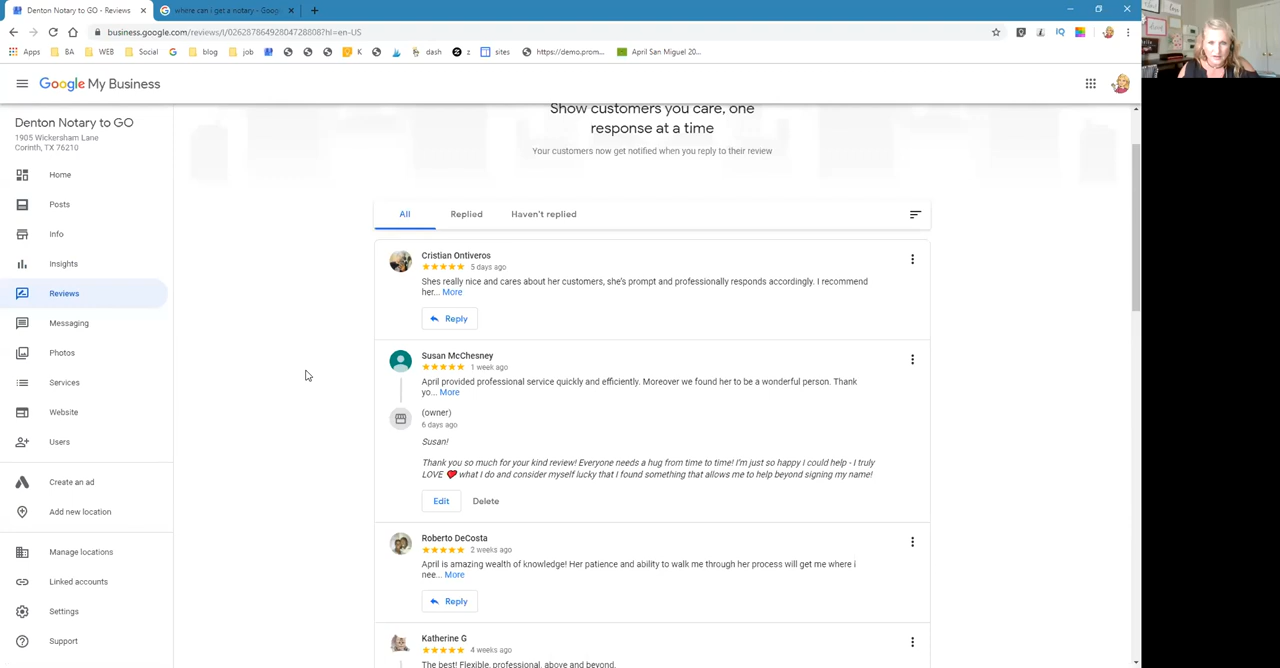 Denton Notary to GO - Reviews
where can i get a notary - Goog
business.google.com/reviews/l/02628786492804728808?hl=en-US
Apps BA WEB Social blog job K dash z sites https://demo.prom... April San Miguel 20...
Google My Business
Denton Notary to GO
1905 Wickersham Lane
Corinth, TX 76210
Home
Posts
Info
Insights
Reviews
Messaging
Photos
Services
Website
Users
Create an ad
Add new location
Manage locations
Linked accounts
Settings
Support
Show customers you care, one
response at a time
Your customers now get notified when you reply to their review
All Replied Haven't replied
Cristian Ontiveros
5 days ago
Shes really nice and cares about her customers, she's prompt and professionally responds accordingly. I recommend
her... More
Reply
Susan McChesney
1 week ago
April provided professional service quickly and efficiently. Moreover we found her to be a wonderful person. Thank
yo... More
(owner)
6 days ago
Susan!
Thank you so much for your kind review! Everyone needs a hug from time to time! I'm just so happy I could help - I truly
LOVE ❤ what I do and consider myself lucky that I found something that allows me to help beyond signing my name!
Edit Delete
Roberto DeCosta
2 weeks ago
April is amazing wealth of knowledge! Her patience and ability to walk me through her process will get me where i
nee... More
Reply
Katherine G
4 weeks ago
The best! Flexible, professional, above and beyond.